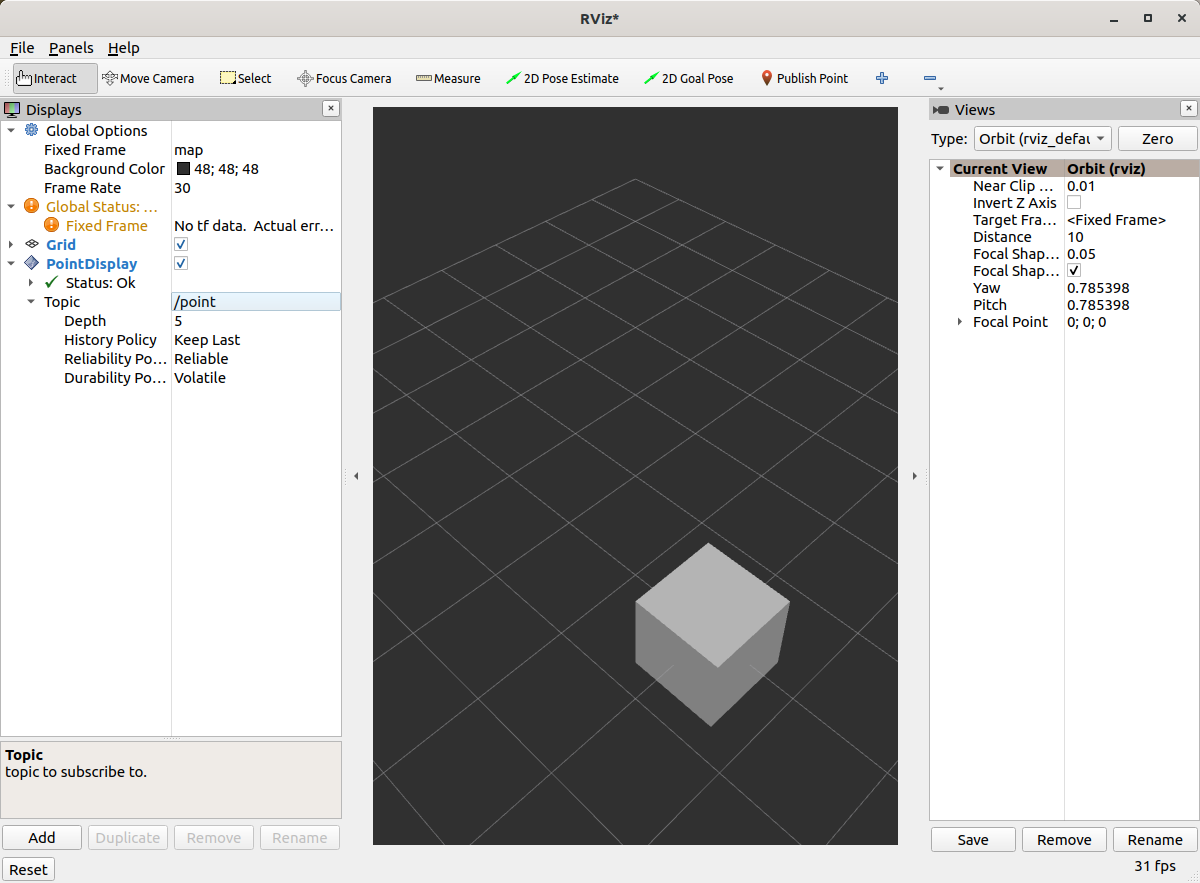 RViz*
File Panels Help
Interact Move Camera Select Focus Camera Measure 2D Pose Estimate 2D Goal Pose Publish Point
Displays
Global Options
Fixed Frame map
Background Color 48; 48; 48
Frame Rate 30
Global Status: ...
Fixed Frame No tf data. Actual err...
Grid
PointDisplay
Status: Ok
Topic /point
Depth 5
History Policy Keep Last
Reliability Po... Reliable
Durability Po... Volatile
Topic
topic to subscribe to.
Add Duplicate Remove Rename
Reset
Views
Type: Orbit (rviz_defau Zero
Current View Orbit (rviz)
Near Clip ... 0.01
Invert Z Axis
Target Fra... <Fixed Frame>
Distance 10
Focal Shap... 0.05
Focal Shap...
Yaw 0.785398
Pitch 0.785398
Focal Point 0; 0; 0
Save Remove Rename
31 fps